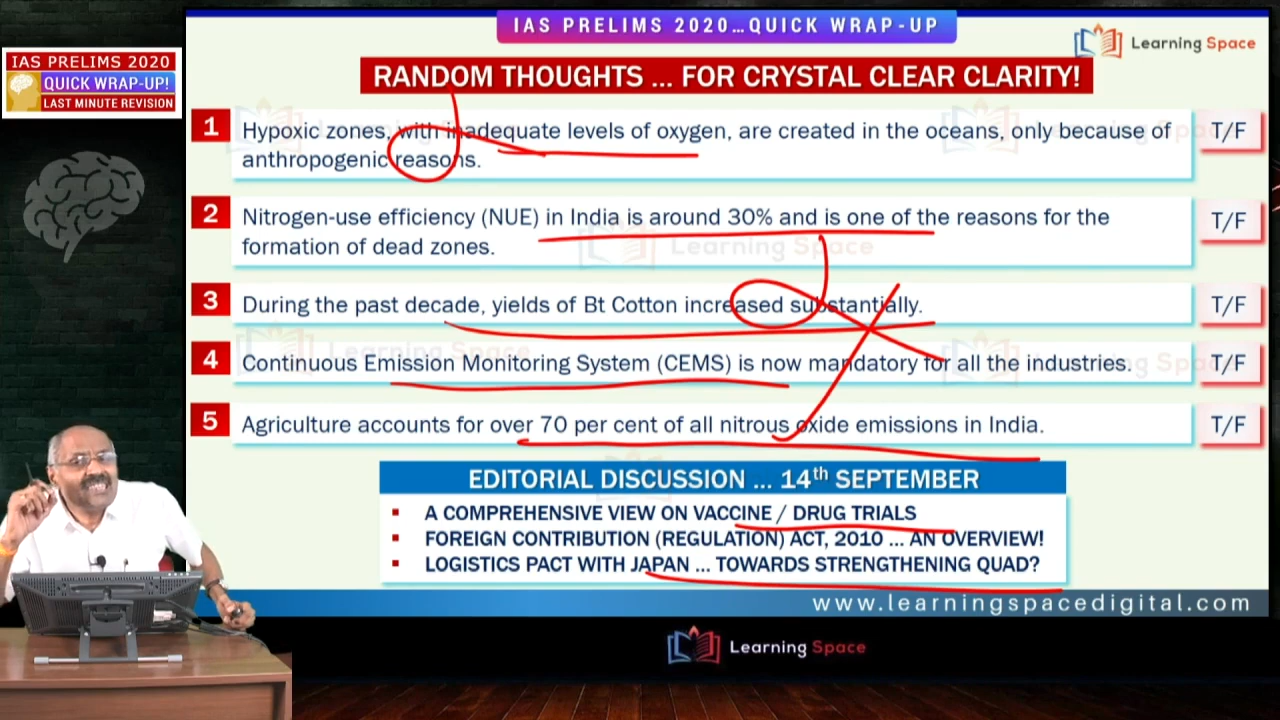 IAS PRELIMS 2020...QUICK WRAP-UP
Learning Space
IAS PRELIMS 2020
QUICK WRAP-UP!
LAST MINUTE REVISION
RANDOM THOUGHTS ... FOR CRYSTAL CLEAR CLARITY!
1 Hypoxic zones, with inadequate levels of oxygen, are created in the oceans, only because of T/F
anthropogenic reasons.
2 Nitrogen-use efficiency (NUE) in India is around 30% and is one of the reasons for the T/F
formation of dead zones.
Learning Space
3 During the past decade, yields of Bt Cotton increased substantially. T/F
4 Continuous Emission Monitoring System (CEMS) is now mandatory for all the industries. T/F
5 Agriculture accounts for over 70 per cent of all nitrous oxide emissions in India. T/F
EDITORIAL DISCUSSION ... 14th SEPTEMBER
▪ A COMPREHENSIVE VIEW ON VACCINE / DRUG TRIALS
▪ FOREIGN CONTRIBUTION (REGULATION) ACT, 2010 ... AN OVERVIEW!
▪ LOGISTICS PACT WITH JAPAN ... TOWARDS STRENGTHENING QUAD?
www.learningspacedigital.com
Learning Space